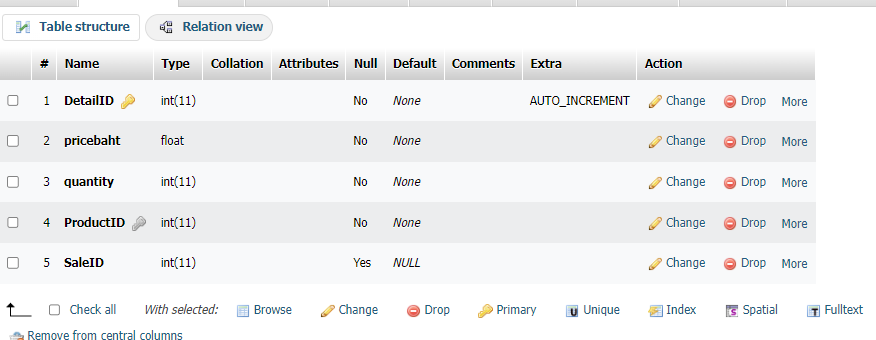 Table structure Relation view
# Name Type Collation Attributes Null Default Comments Extra Action
1 DetailID int(11) No None AUTO_INCREMENT Change Drop More
2 pricebaht float No None Change Drop More
3 quantity int(11) No None Change Drop More
4 ProductID int(11) No None Change Drop More
5 SaleID int(11) Yes NULL Change Drop More
Check all With selected: Browse Change Drop Primary Unique Index Spatial Fulltext
Remove from central columns